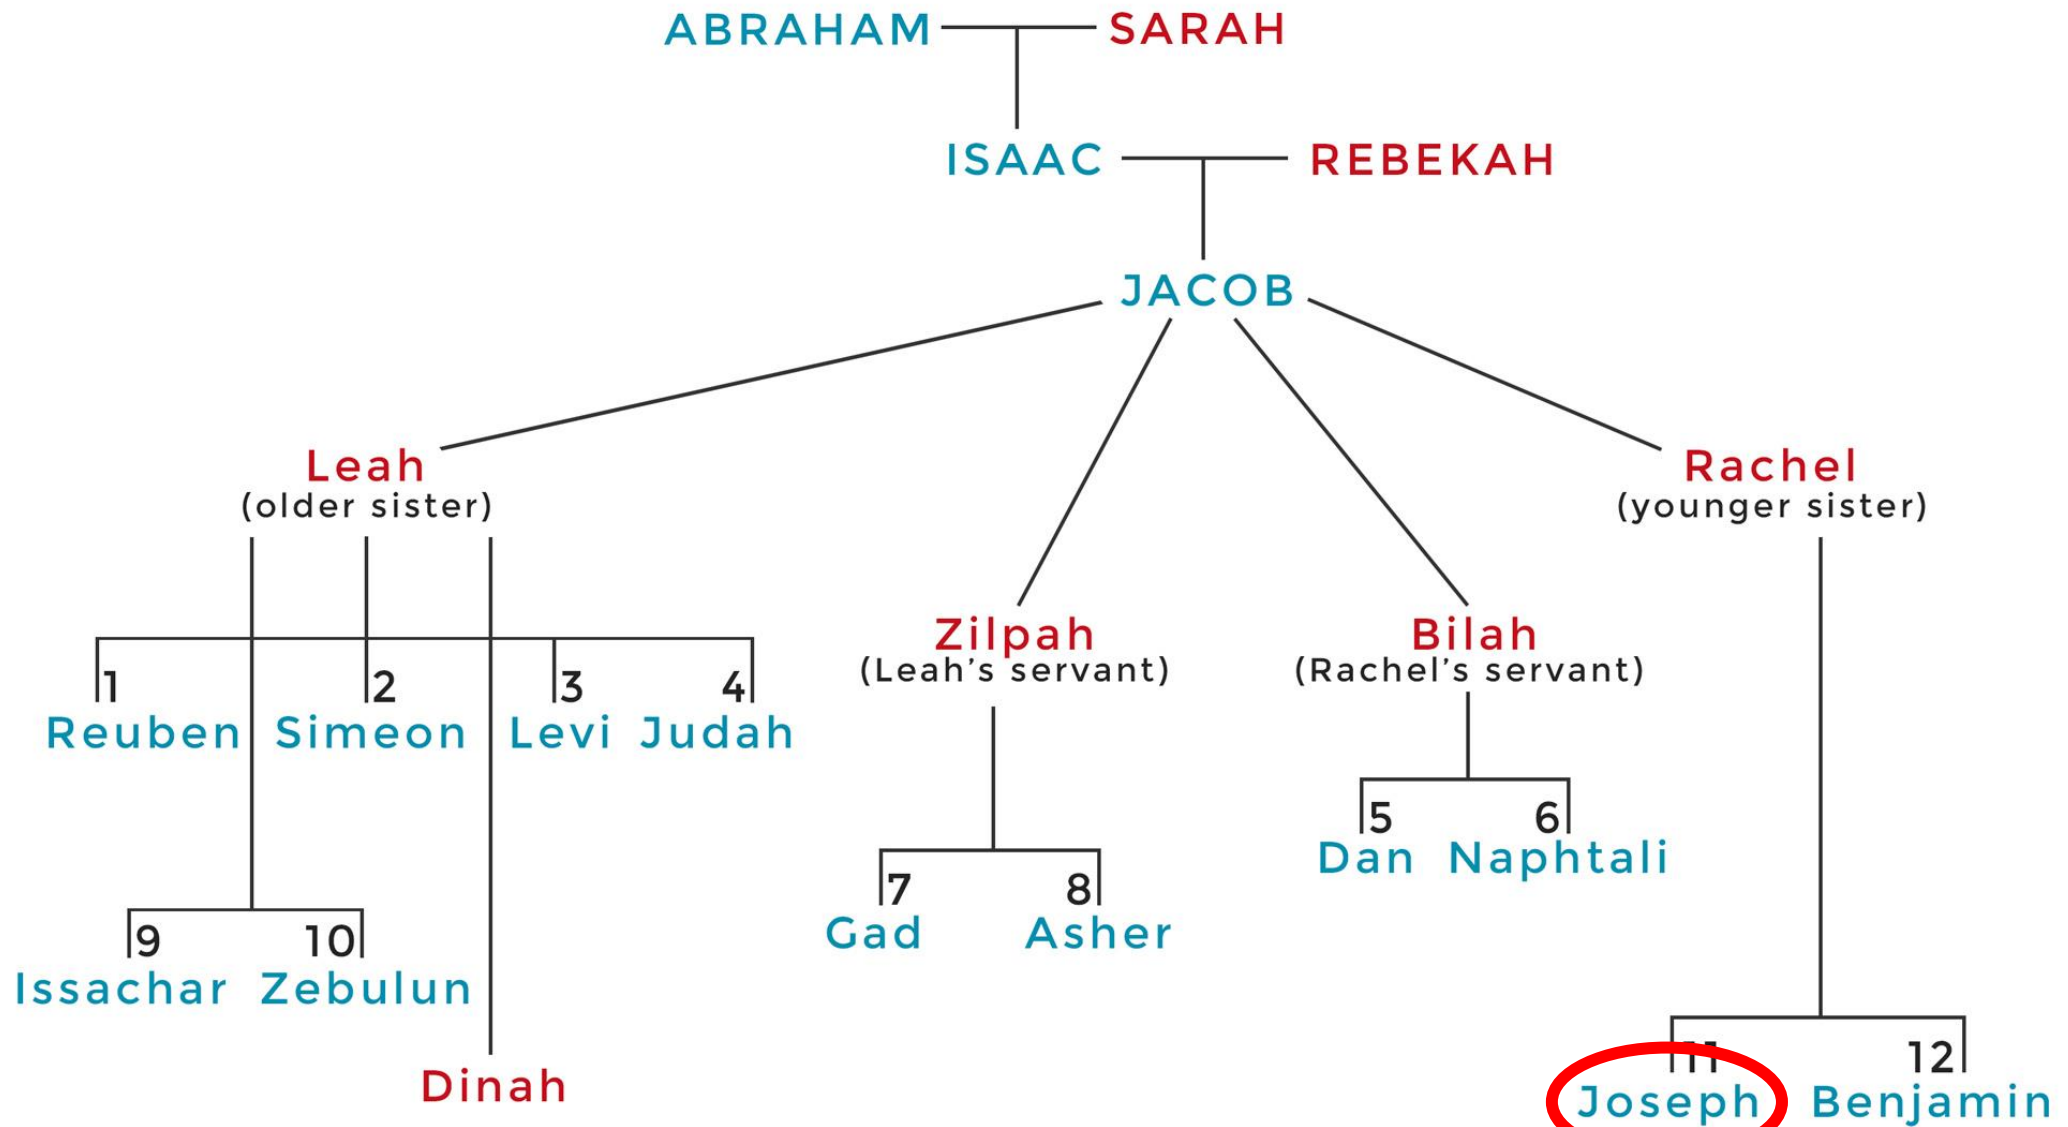 ABRAHAM SARAH
ISAAC REBEKAH
JACOB
Leah
(older sister)
Rachel
(younger sister)
Zilpah
(Leah's servant)
Bilah
(Rachel's servant)
1 2 3 4
Reuben Simeon Levi Judah
5 6
Dan Naphtali
7 8
Gad Asher
9 10
Issachar Zebulun
11 12
Joseph Benjamin
Dinah